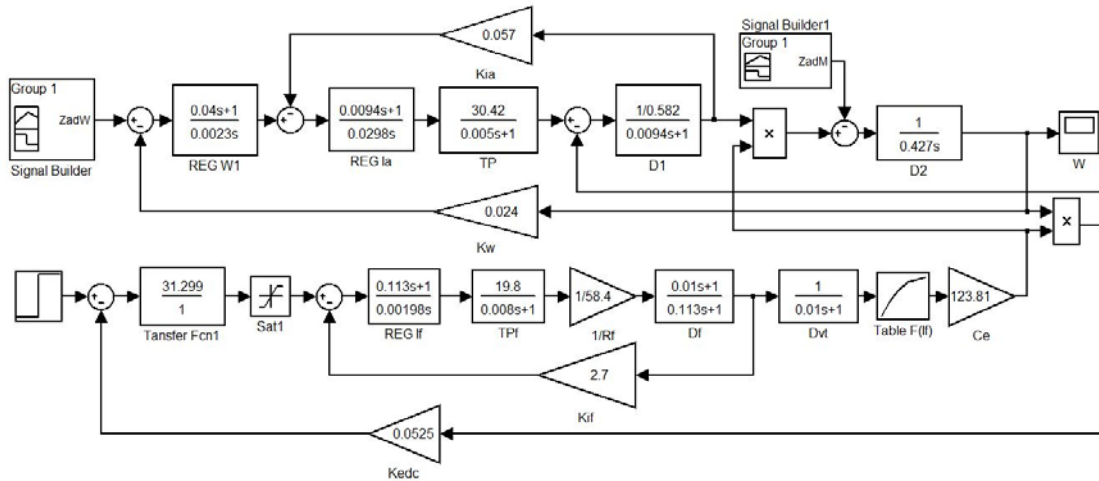 Signal Builder1
Group 1
ZadM
0.057
Kia
Group 1
ZadW
Signal Builder
+
-
0.04s+1
0.0023s
REG W1
+
-
0.0094s+1
0.0298s
REG Ia
30.42
0.005s+1
TP
+
-
1/0.582
0.0094s+1
D1
×
+
-
1
0.427s
D2
W
0.024
Kw
×
+
-
31.299
1
Tansfer Fcn1
Sat1
+
-
0.113s+1
0.00198s
REG If
19.8
0.008s+1
TPf
1/58.4
1/Rf
0.01s+1
0.113s+1
Df
1
0.01s+1
Dvt
Table F(If)
123.81
Ce
2.7
Kif
0.0525
Kedc